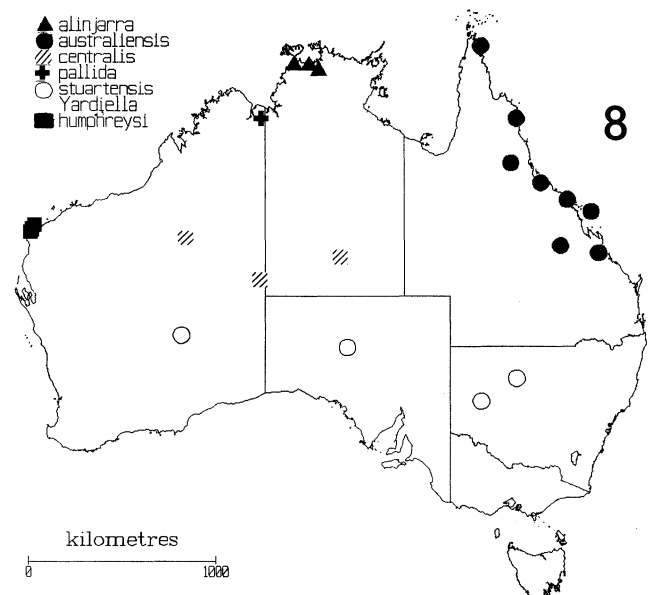 alinjarra
australiensis
centralis
pallida
stuartensis
Yardiella
humphreysi
8
kilometres
0 1000